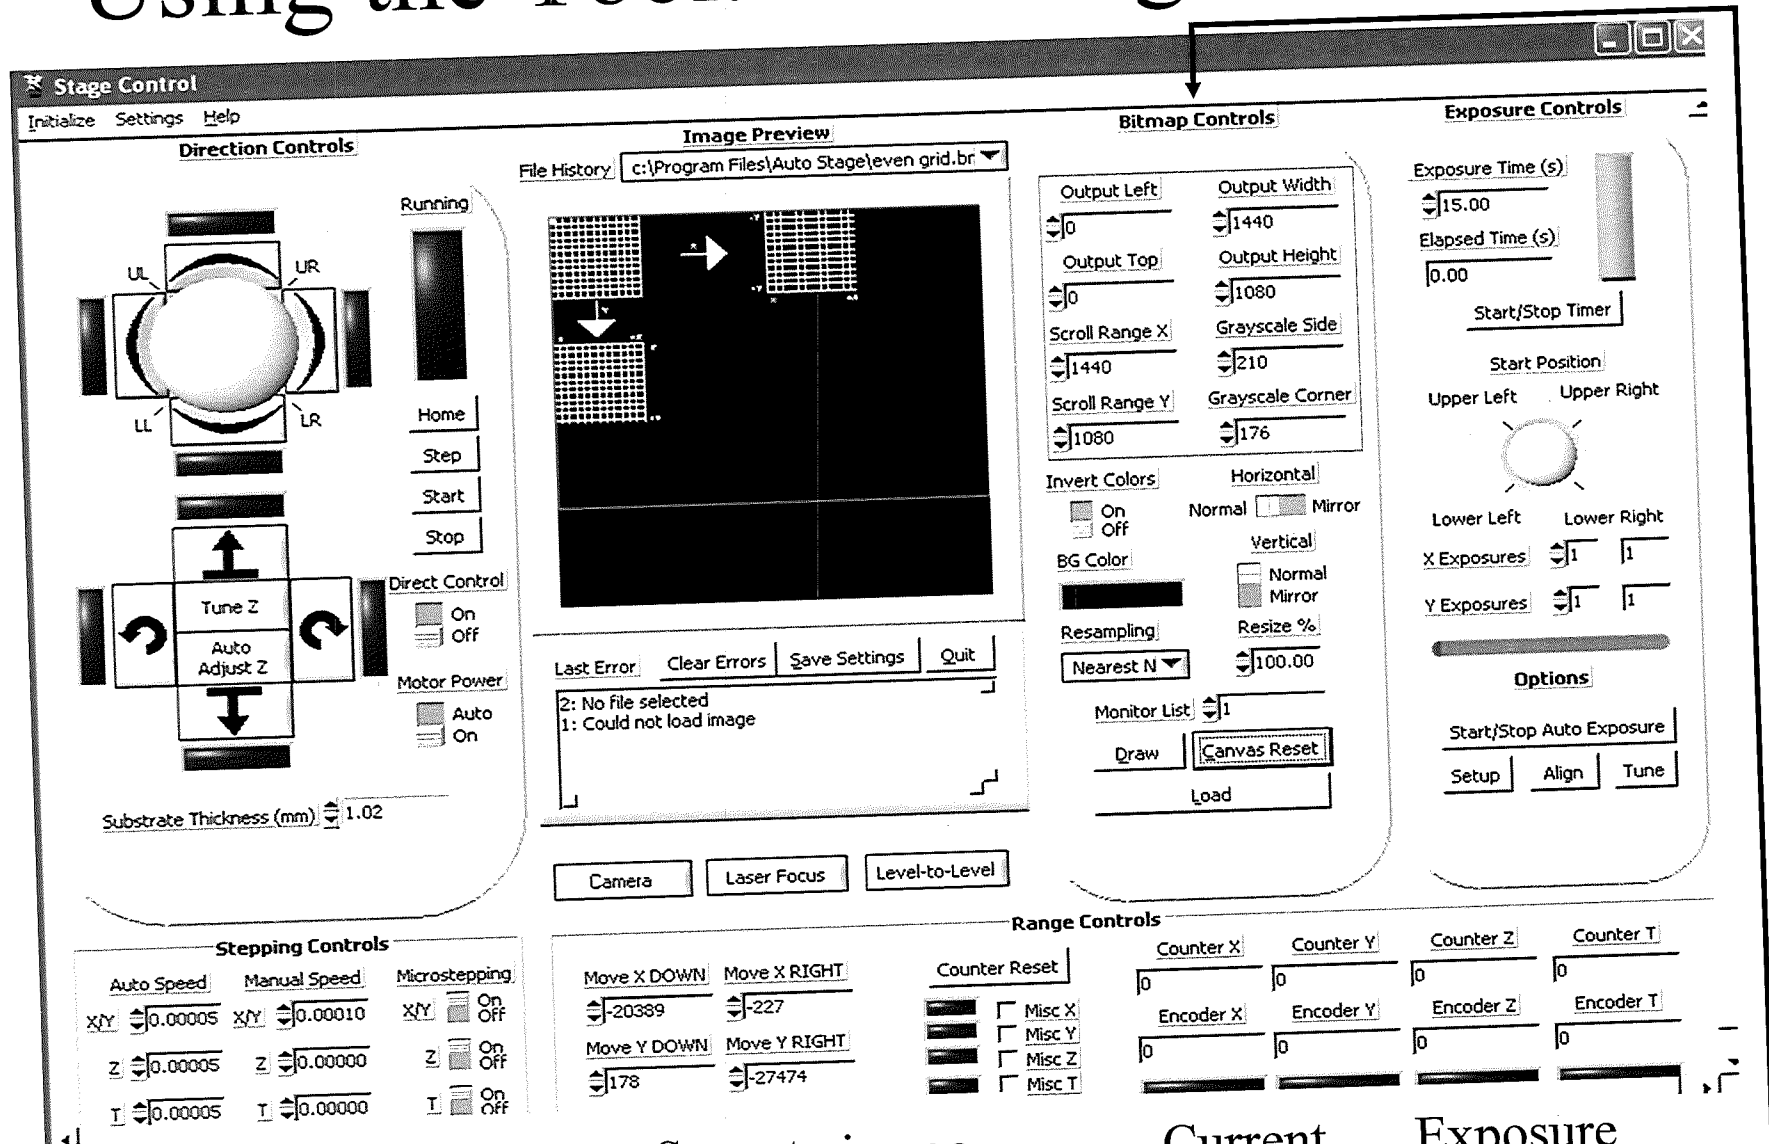 Using the
Stage Control
Initialize Settings Help
Direction Controls
Running
UL
UR
LL
LR
Home
Step
Start
Stop
Tune Z
Auto
Adjust Z
Direct Control
On
Off
Motor Power
Auto
On
Substrate Thickness (mm) 1.02
Image Preview
File History c:\Program Files\Auto Stage\even grid.br
Last Error Clear Errors Save Settings Quit
2: No file selected
1: Could not load image
Camera Laser Focus Level-to-Level
Bitmap Controls
Output Left Output Width
0 1440
Output Top Output Height
0 1080
Scroll Range X Grayscale Side
1440 210
Scroll Range Y Grayscale Corner
1080 176
Invert Colors Horizontal
On
Off
Normal Mirror
BG Color Vertical
Normal
Mirror
Resampling Resize %
Nearest N 100.00
Monitor List 1
Draw Canvas Reset
Load
Exposure Controls
Exposure Time (s)
15.00
Elapsed Time (s)
0.00
Start/Stop Timer
Start Position
Upper Left Upper Right
Lower Left Lower Right
X Exposures 1 1
Y Exposures 1 1
Options
Start/Stop Auto Exposure
Setup Align Tune
Stepping Controls
Auto Speed Manual Speed Microstepping
X/Y 0.00005 X/Y 0.00010 X/Y On Off
Z 0.00005 Z 0.00000 Z On Off
T 0.00005 T 0.00000 T On Off
Range Controls
Move X DOWN Move X RIGHT
-20389 -227
Move Y DOWN Move Y RIGHT
178 -27474
Counter Reset
Misc X
Misc Y
Misc Z
Misc T
Counter X Counter Y Counter Z Counter T
0 0 0 0
Encoder X Encoder Y Encoder Z Encoder T
0 0 0 0
Current Exposure